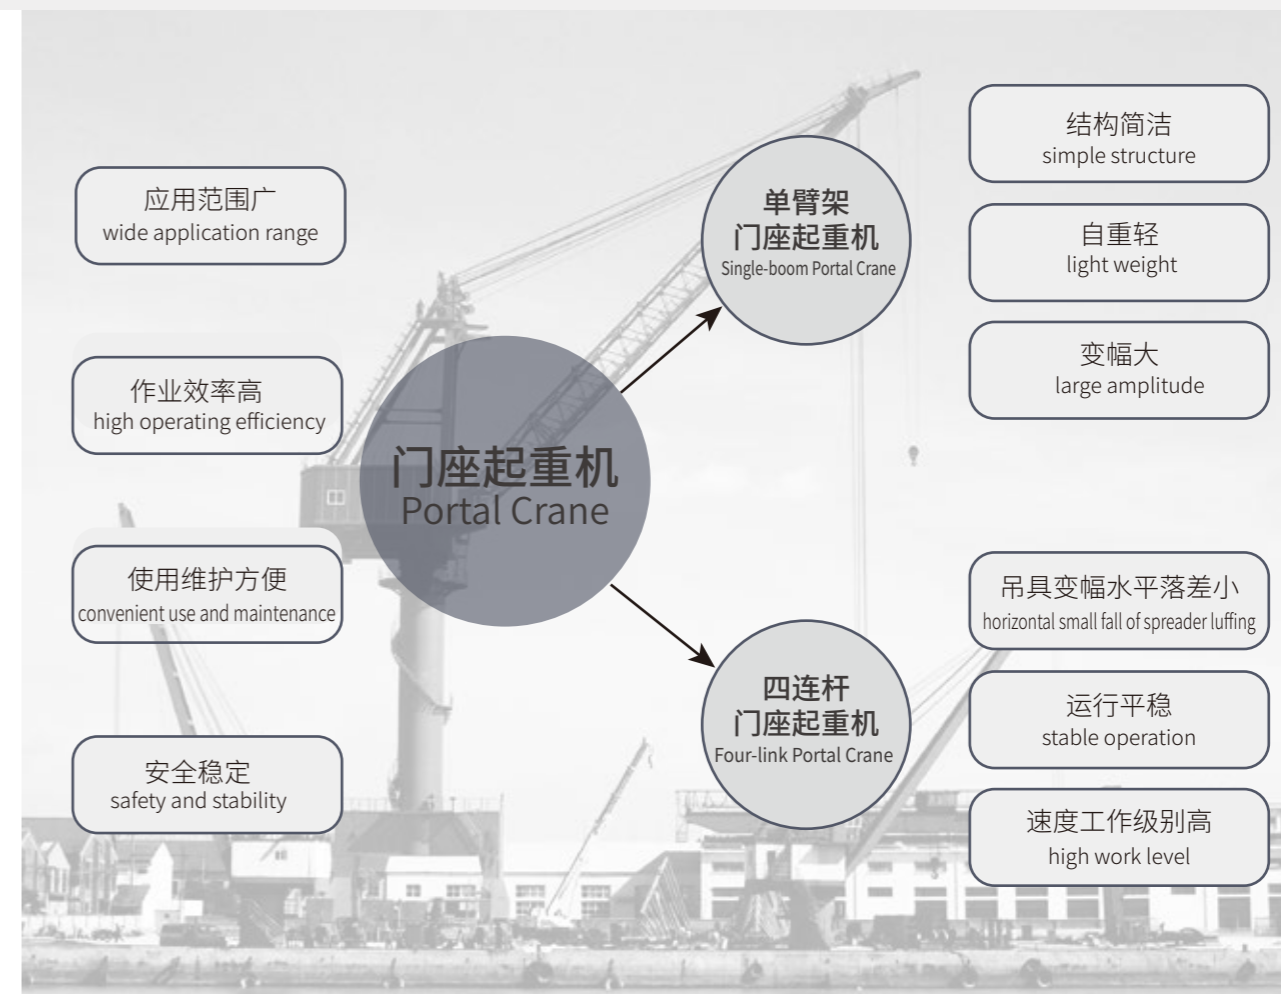 应用范围广
wide application range
作业效率高
high operating efficiency
使用维护方便
convenient use and maintenance
安全稳定
safety and stability
门座起重机
Portal Crane
单臂架
门座起重机
Single-boom Portal Crane
四连杆
门座起重机
Four-link Portal Crane
结构简洁
simple structure
自重轻
light weight
变幅大
large amplitude
吊具变幅水平落差小
horizontal small fall of spreader luffing
运行平稳
stable operation
速度工作级别高
high work level